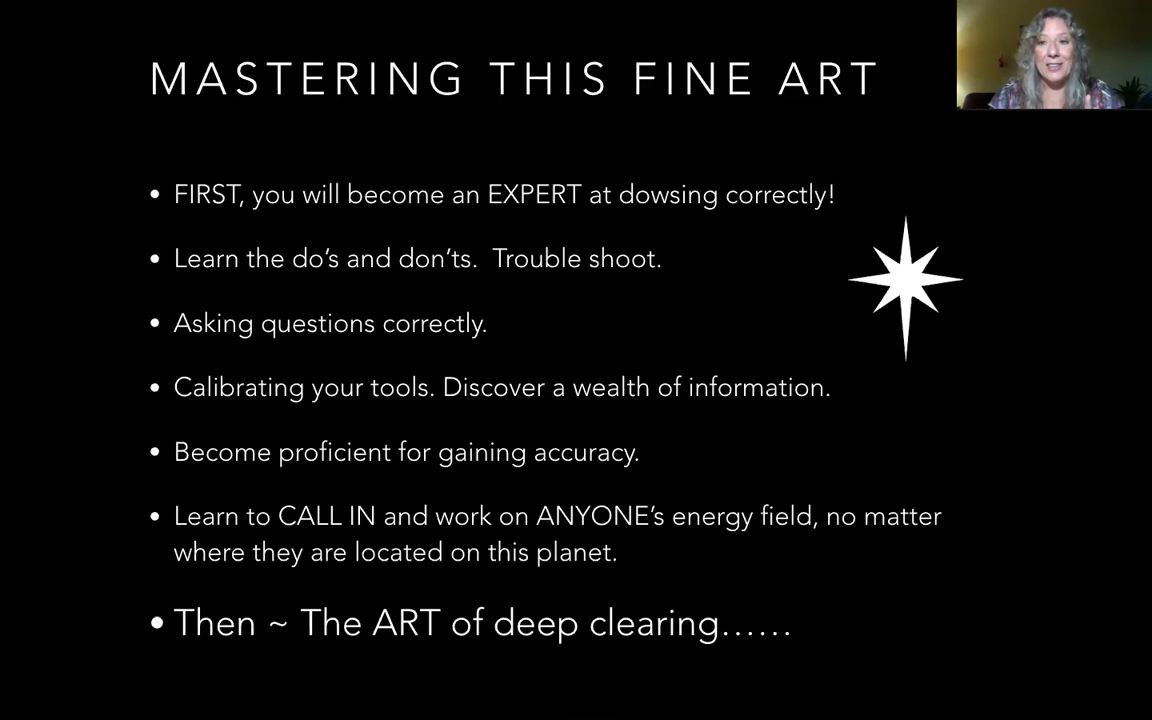 MASTERING THIS FINE ART
• FIRST, you will become an EXPERT at dowsing correctly!
• Learn the do’s and don’ts.  Trouble shoot.
• Asking questions correctly.
• Calibrating your tools. Discover a wealth of information.
• Become proficient for gaining accuracy.
• Learn to CALL IN and work on ANYONE’s energy field, no matter
where they are located on this planet.
• Then ~ The ART of deep clearing……